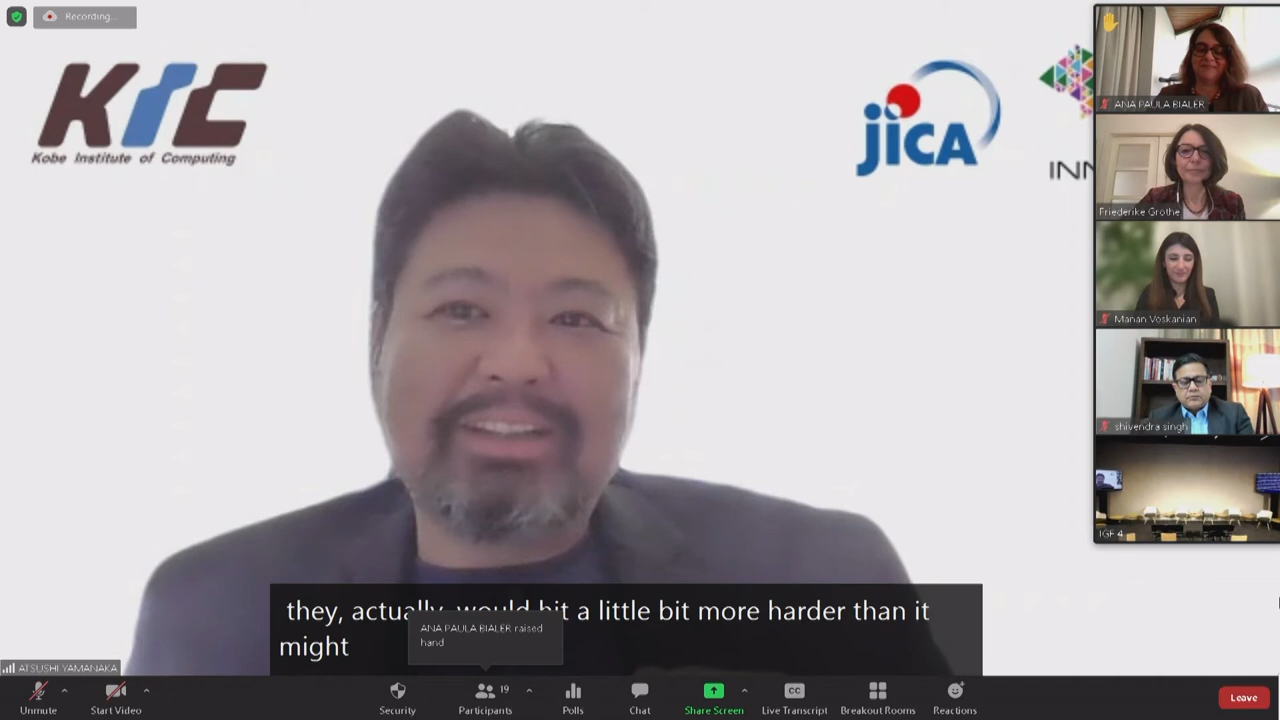 Recording...
KIC
Kobe Institute of Computing
jICA
INN
ANA PAULA BIALER
Friederike Grothe
Manan Voskanian
shivendra singh
IGF 4
they, actually, would hit a little bit more harder than it
might
ANA PAULA BIALER raised
hand
ATSUSHI YAMANAKA
Unmute
Start Video
Security
Participants
19
Polls
Chat
Share Screen
CC
Live Transcript
Breakout Rooms
Reactions
Leave